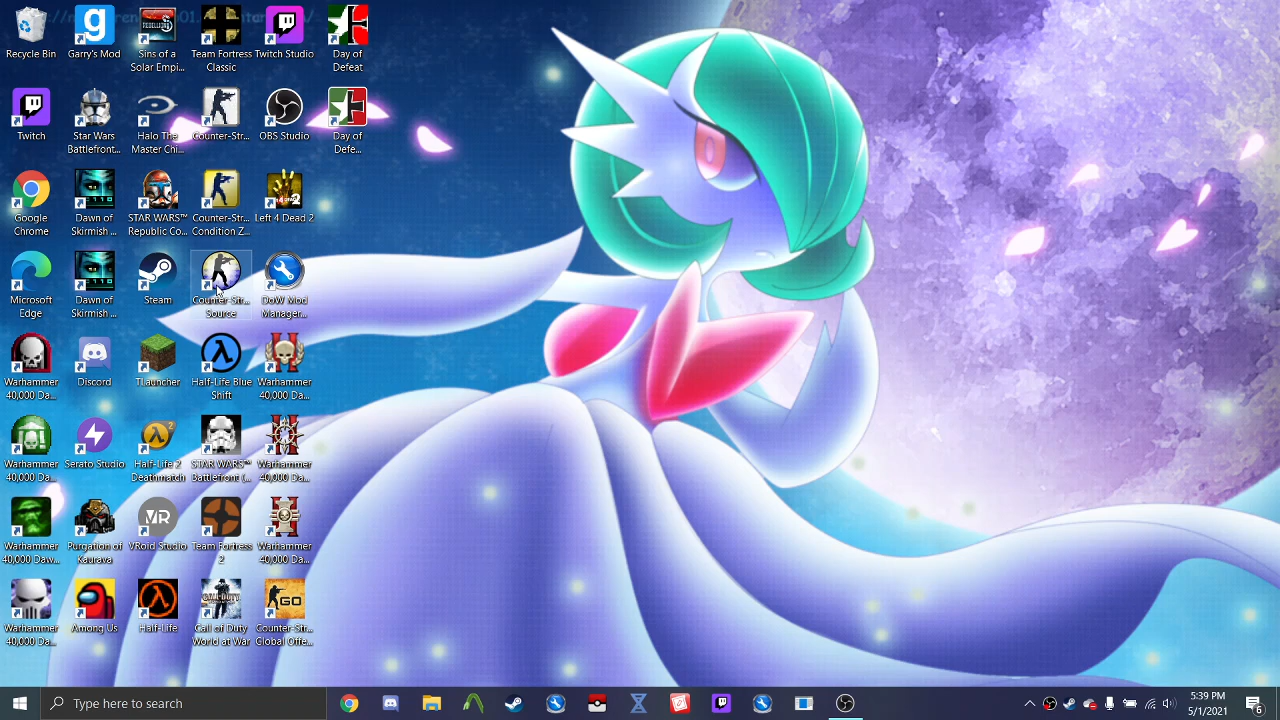 Recycle Bin
Garry's Mod
Sins of a
Solar Empi...
Team Fortress
Classic
Twitch Studio
Day of
Defeat
Twitch
Star Wars
Battlefront...
Halo The
Master Chi...
Counter-Str...
OBS Studio
Day of
Defe...
Google
Chrome
Dawn of
Skirmish ...
STAR WARS™
Republic Co...
Counter-Str...
Condition Z...
Left 4 Dead 2
Microsoft
Edge
Dawn of
Skirmish ...
Steam
Counter-Str...
Source
DoW Mod
Manager...
Warhammer
40,000 Da...
Discord
TLauncher
Half-Life Blue
Shift
Warhammer
40,000 Da...
Warhammer
40,000 Da...
Serato Studio
Half-Life 2
Deathmatch
STAR WARS™
Battlefront (...
Warhammer
40,000 Da...
Warhammer
40,000 Daw...
Purgation of
Kaurava
VRoid Studio
Team Fortress
2
Warhammer
40,000 Da...
Warhammer
40,000 Da...
Among Us
Half-Life
Call of Duty
World at War
Counter-Str...
Global Offe...
Type here to search
5:39 PM
5/1/2021
6